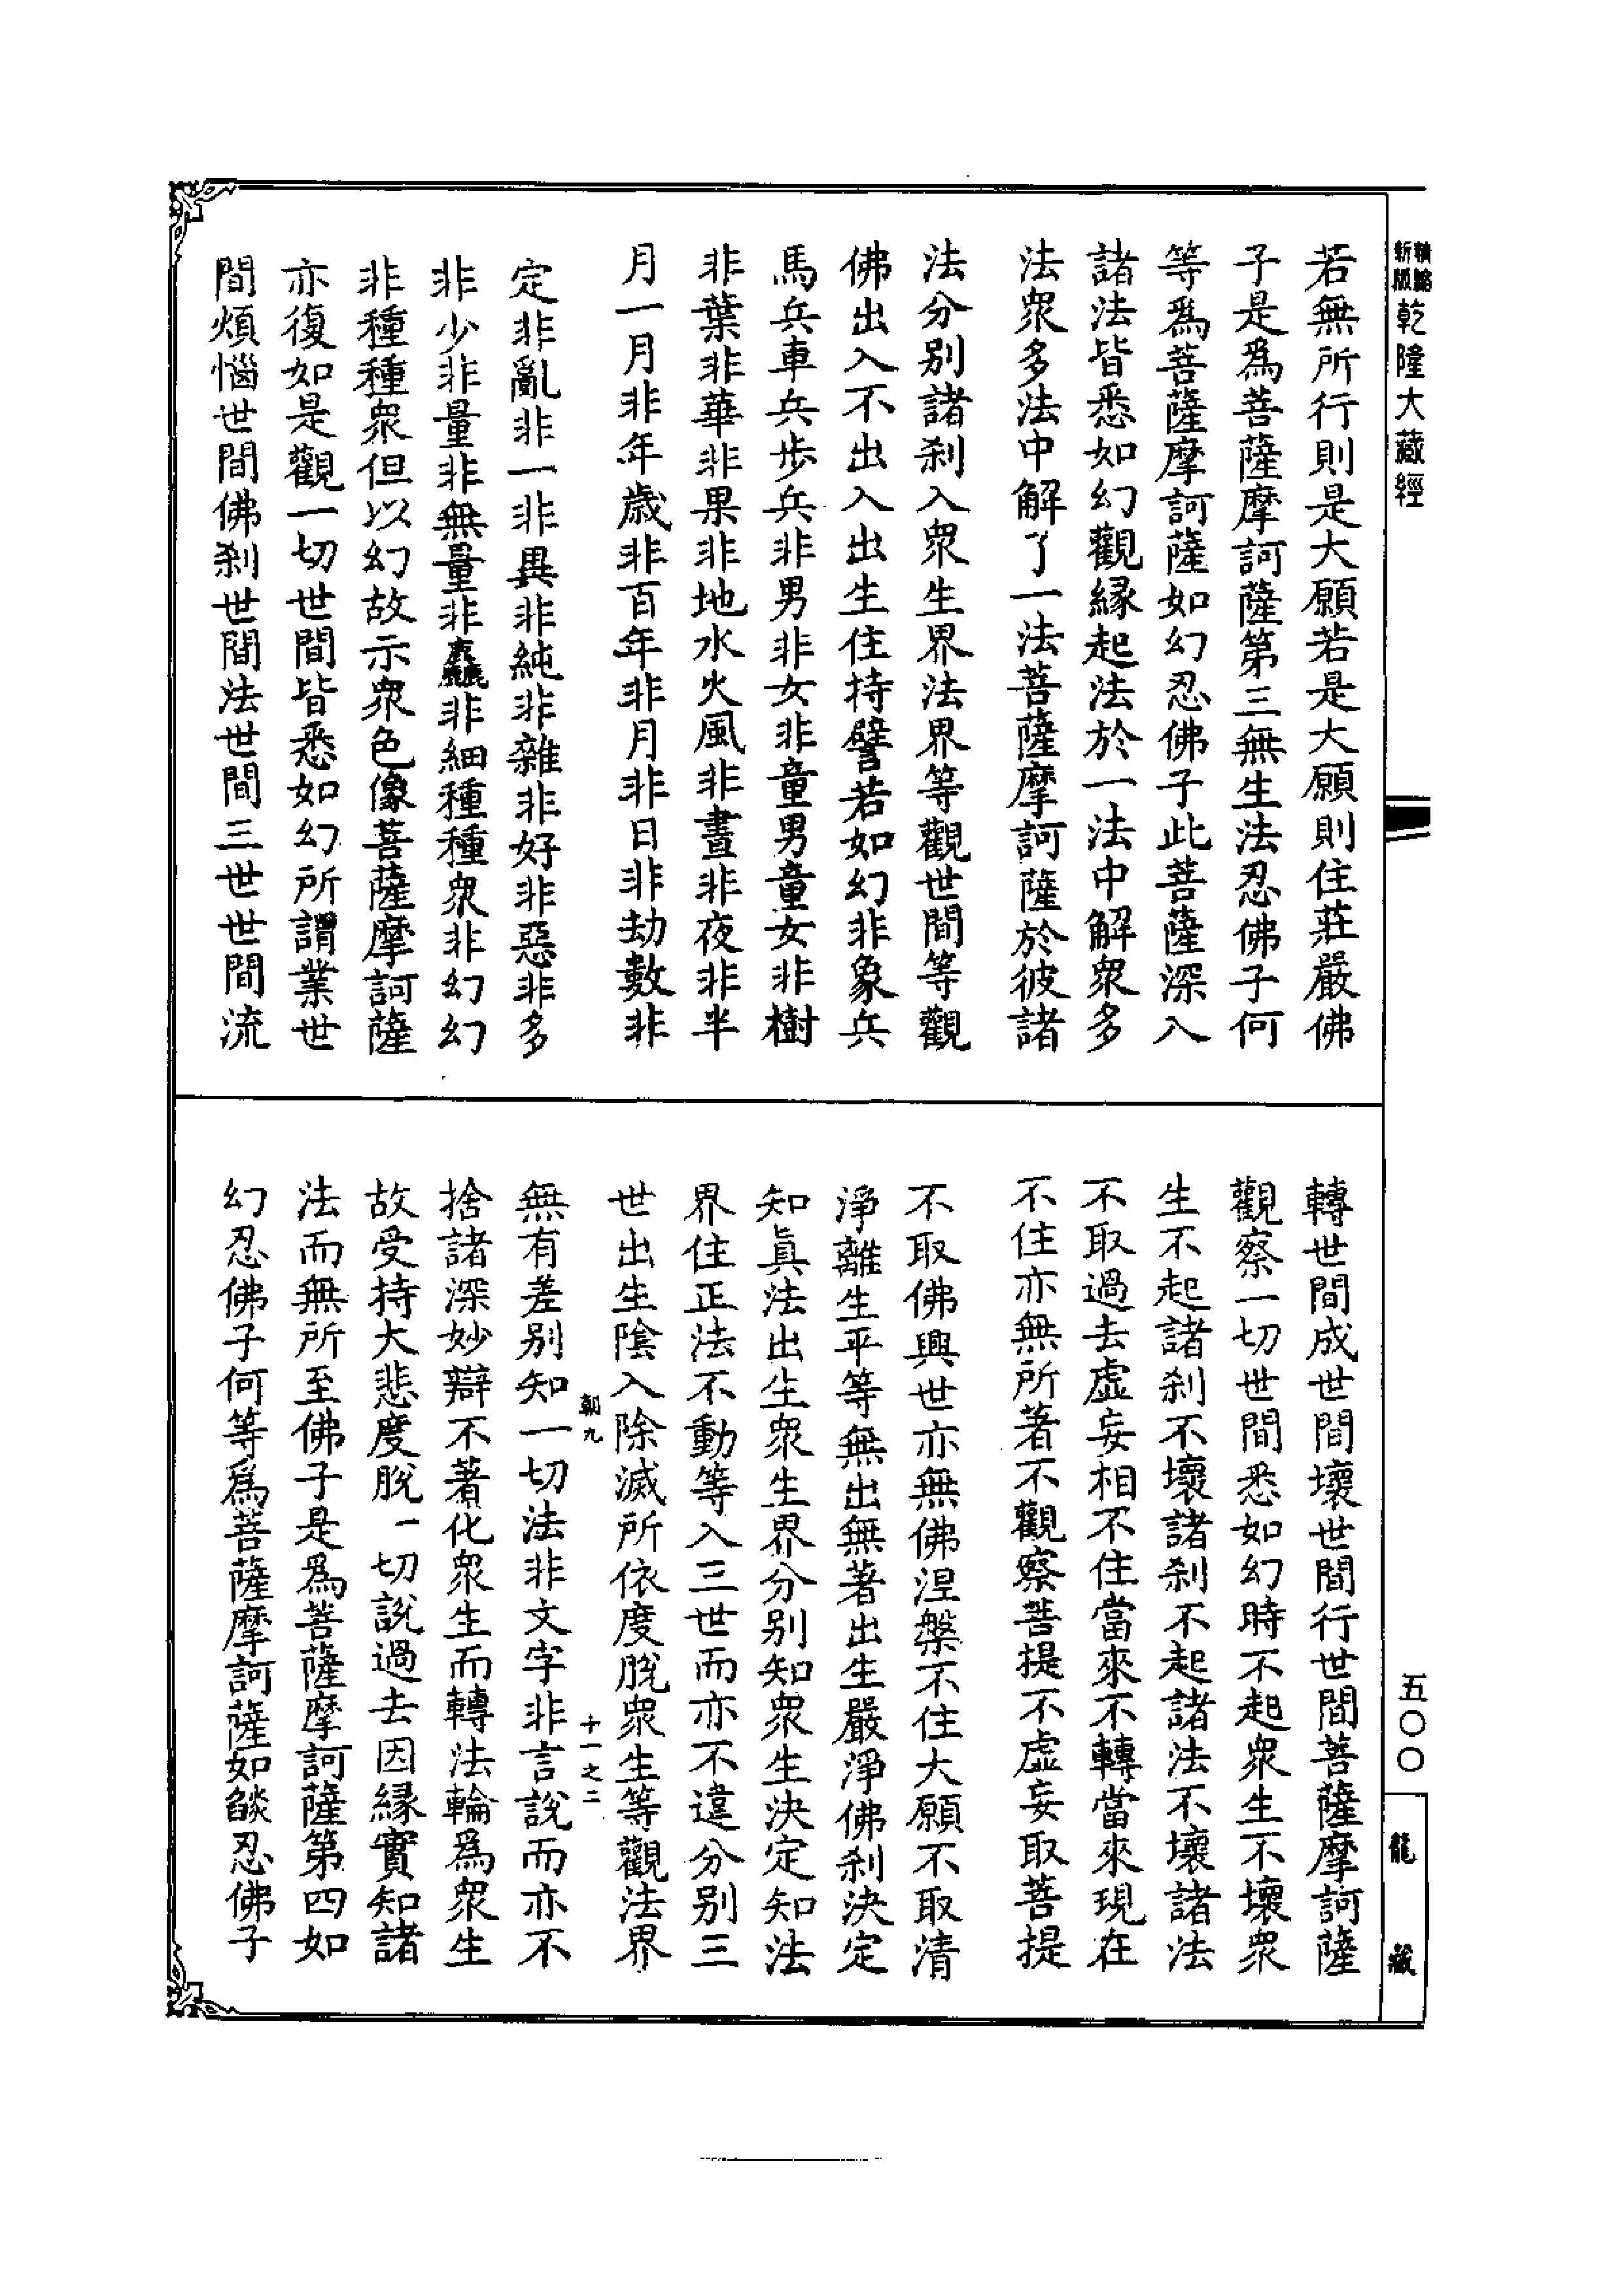 新版
乾隆大藏經
若無所行則是大願若是大願則住莊嚴佛
子是爲菩薩摩訶薩第三無生法忍佛子何
等爲菩薩摩訶薩如幻忍佛子此菩薩深入
諸法皆悉如幻觀緣起法於一法中解衆多
法衆多法中解了一法菩薩摩訶薩於彼諸
法分別諸刹入衆生界法界等觀世間等觀
佛出入不出入出生住持譬若如幻非象兵
馬兵車兵步兵非男非女非童男童女非樹
非葉非華非果非地水火風非晝非夜非半
月一月非年歲非百年非月非日非劫數非
定非亂非一非異非純非雜非好非惡非多
非少非量非無量非麤非細種種衆非幻幻
非種種衆但以幻故示衆色像菩薩摩訶薩
亦復如是觀一切世間皆悉如幻所謂業世
間煩惱世間佛刹世間法世間三世世間流
轉世間成世間壞世間行世間菩薩摩訶薩
觀察一切世間悉如幻時不起衆生不壞衆
生不起諸刹不壞諸刹不起諸法不壞諸法
不取過去虛妄相不住當來不轉當來現在
不住亦無所著不觀察菩提不虛妄取菩提
不取佛興世亦無佛涅槃不住大願不取清
淨離生平等無出無著出生嚴淨佛刹決定
知眞法出生衆生界分別知衆生決定知法
界住正法不動等入三世而亦不違分別三
世出生陰入除滅所依度脫衆生等觀法界
朝九
十一之二
無有差別知一切法非文字非言說而亦不
捨諸深妙辯不著化衆生而轉法輪爲衆生
故受持大悲度脫一切說過去因緣實知諸
法而無所至佛子是爲菩薩摩訶薩第四如
幻忍佛子何等爲菩薩摩訶薩如燄忍佛子
五〇〇
龍藏